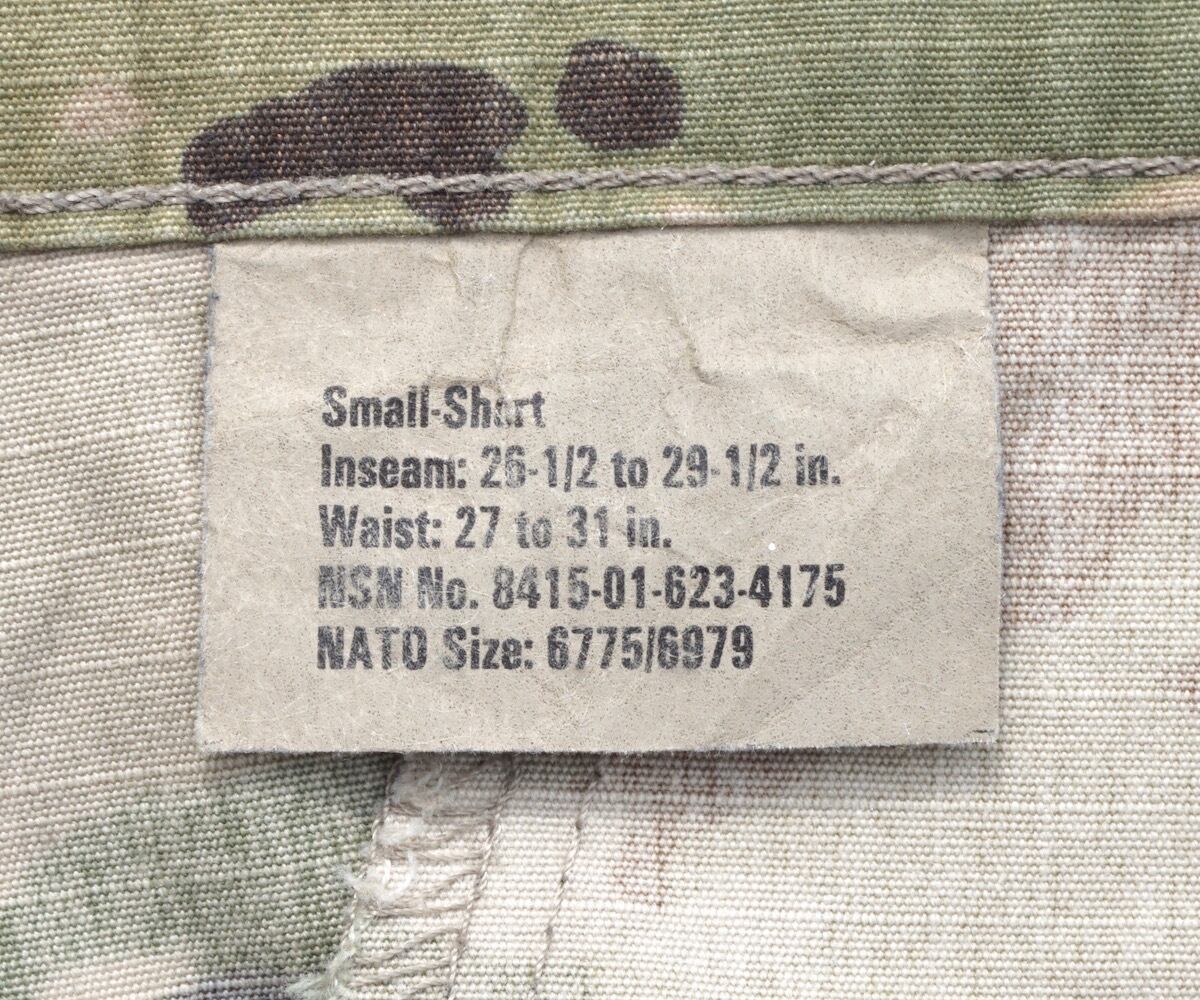 Small-Short
Inseam: 26-1/2 to 29-1/2 in.
Waist: 27 to 31 in.
NSN No. 8415-01-623-4175
NATO Size: 6775/6979